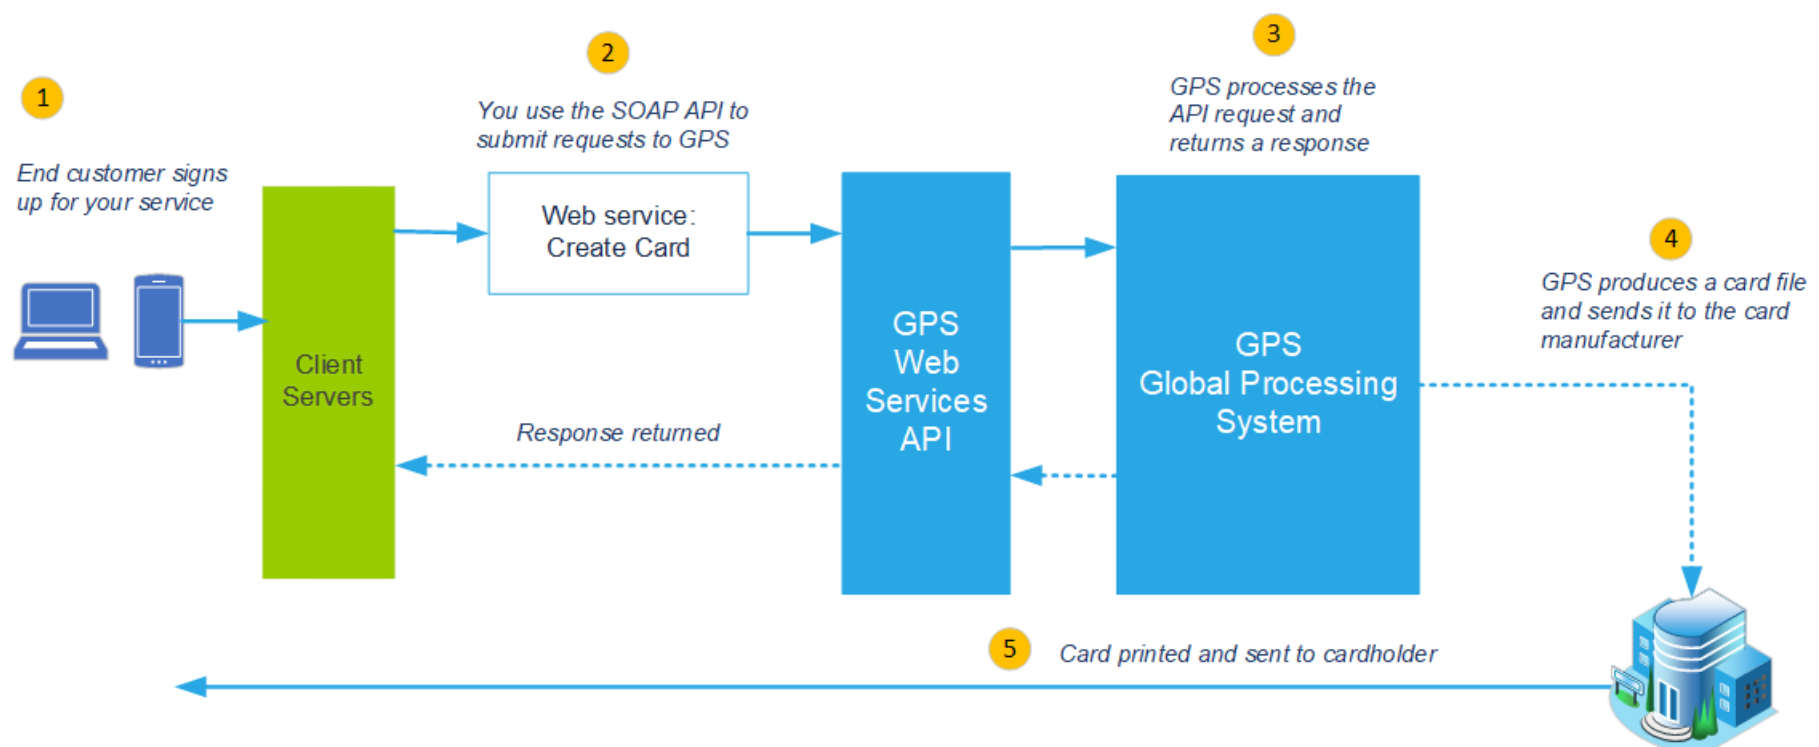 1
End customer signs
up for your service
2
You use the SOAP API to
submit requests to GPS
3
GPS processes the
API request and
returns a response
Web service:
Create Card
4
GPS produces a card file
and sends it to the card
manufacturer
Client
Servers
GPS
Web
Services
API
GPS
Global Processing
System
Response returned
5
Card printed and sent to cardholder